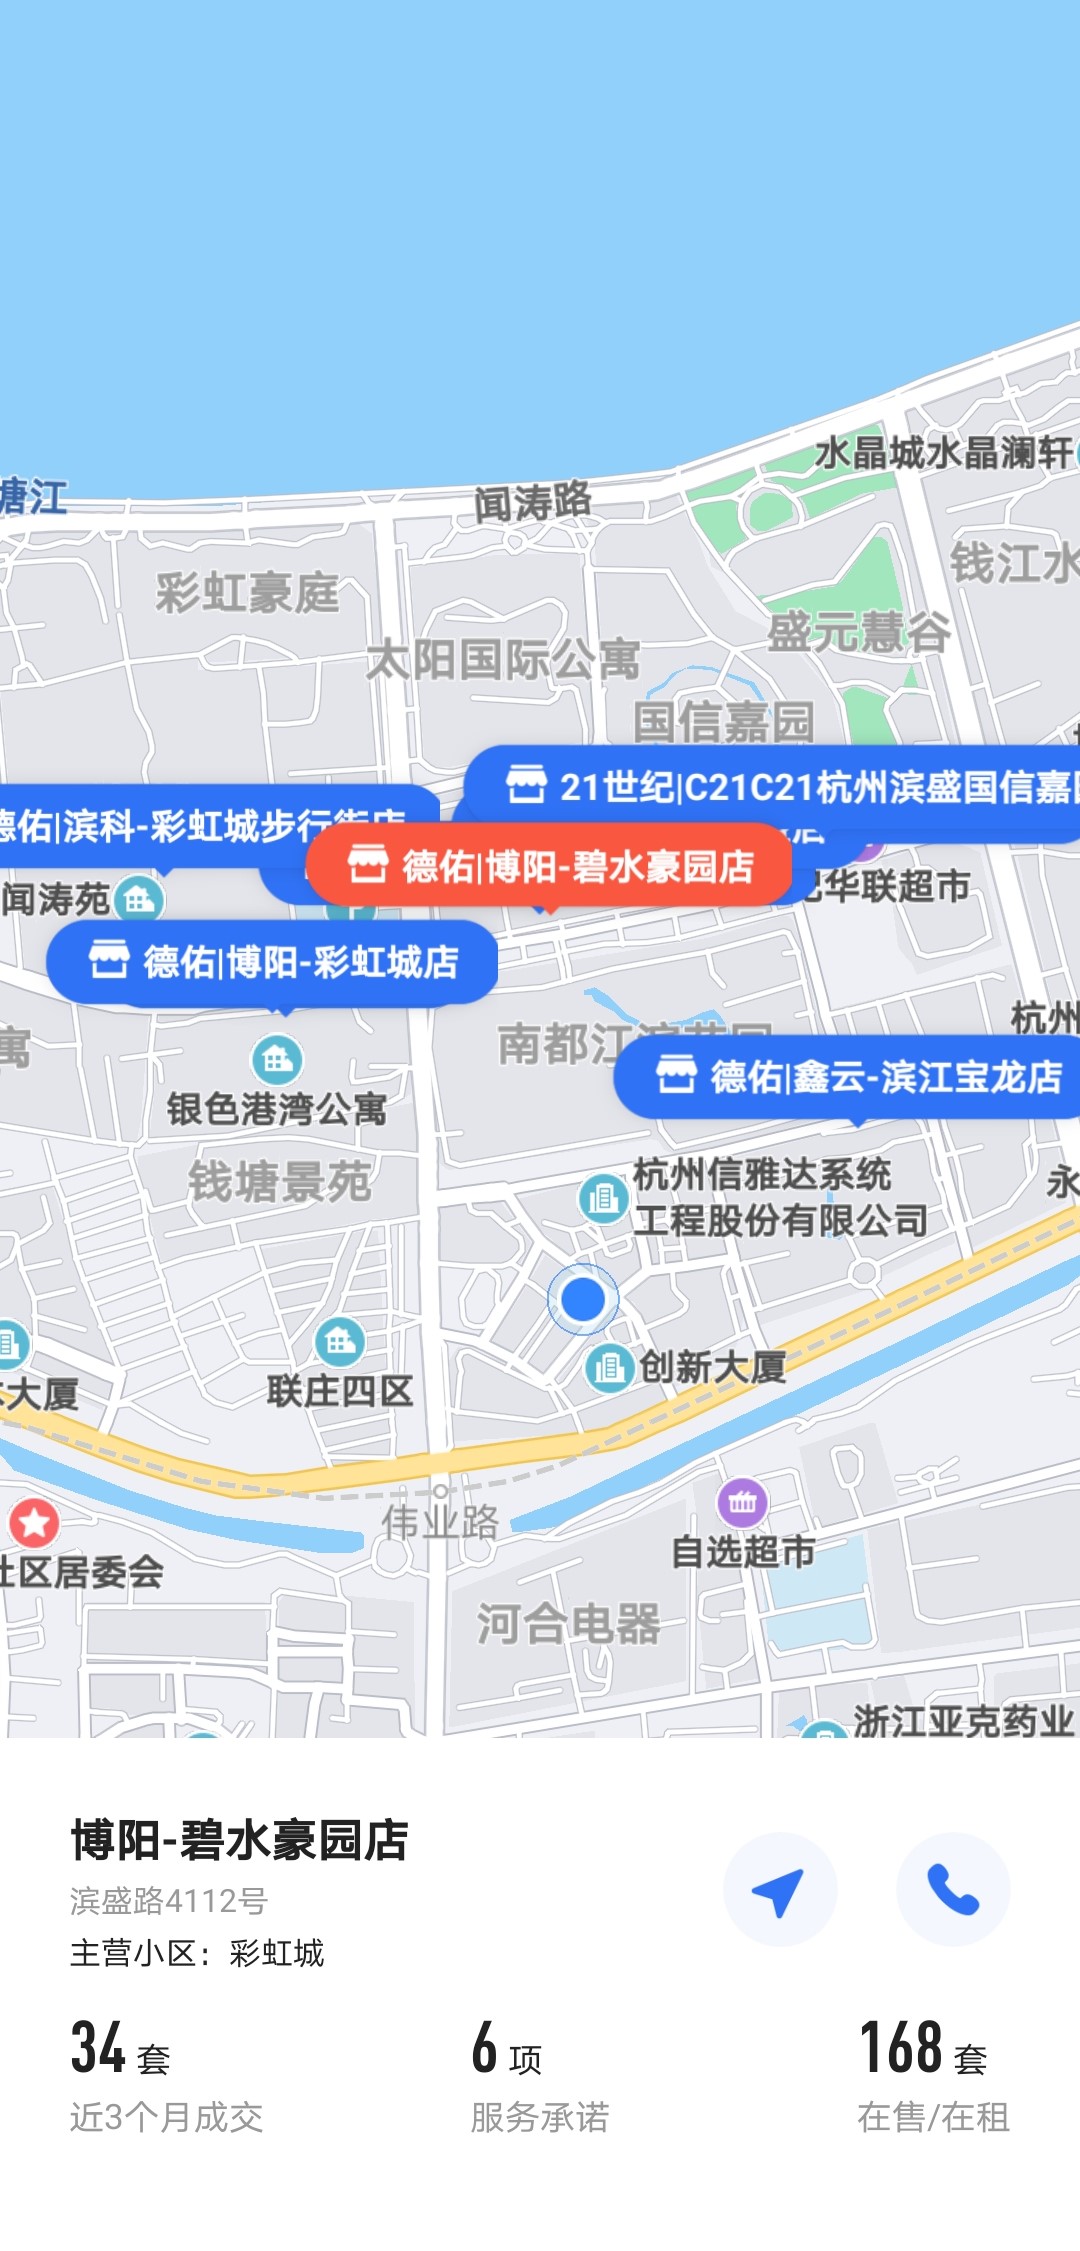 水晶城水晶澜轩
塘江
闻涛路
钱江水
彩虹豪庭
盛元慧谷
太阳国际公寓
国信嘉园
21世纪|C21C21杭州滨盛国信嘉
德佑|滨科-彩虹城步行街店
店
德佑|博阳-碧水豪园店
华联超市
闻涛苑
德佑|博阳-彩虹城店
杭州
寓
南都江滨花园
德佑|鑫云-滨江宝龙店
银色港湾公寓
钱塘景苑
杭州信雅达系统
工程股份有限公司
永
创新大厦
大厦
联庄四区
伟业路
自选超市
社区居委会
河合电器
浙江亚克药业
博阳-碧水豪园店
滨盛路4112号
主营小区：彩虹城
34 套
6 项
168 套
近3个月成交
服务承诺
在售/在租